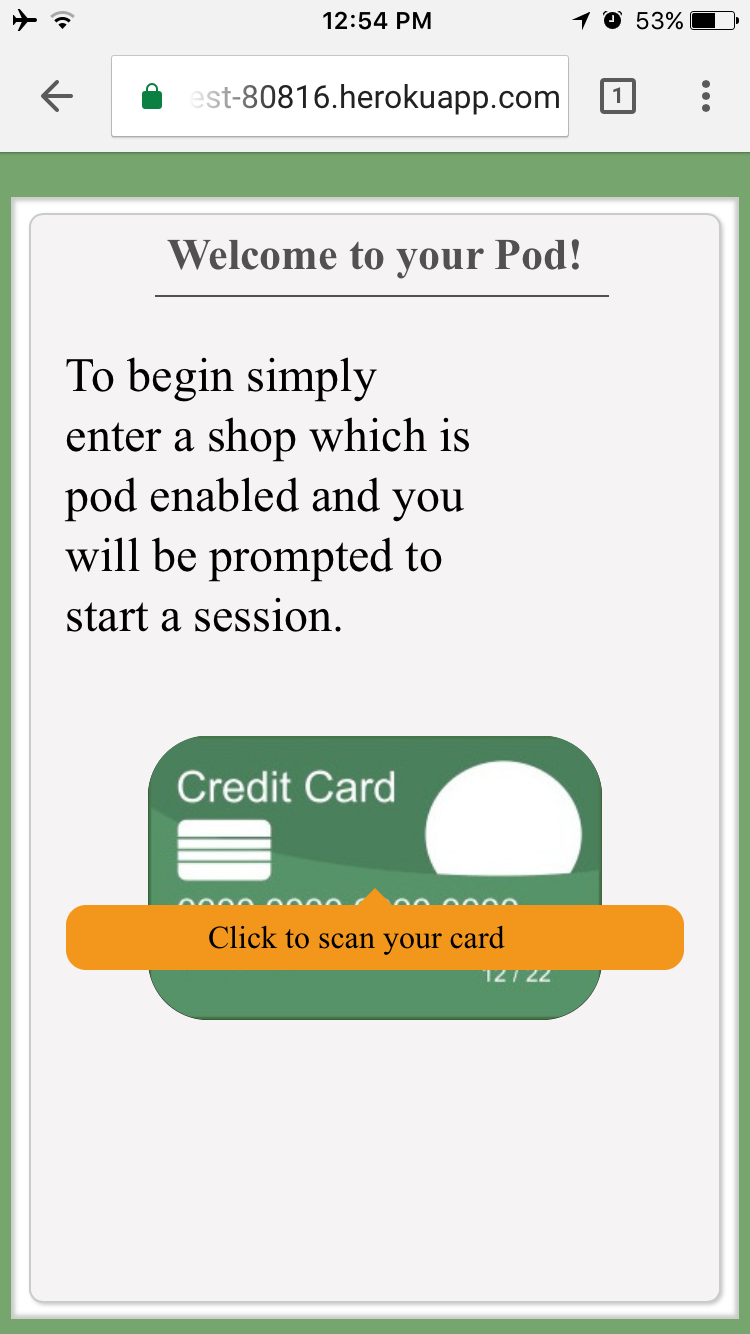 12:54 PM
53%
est-80816.herokuapp.com
1
Welcome to your Pod!
To begin simply
enter a shop which is
pod enabled and you
will be prompted to
start a session.
Credit Card
Click to scan your card
12 / 22